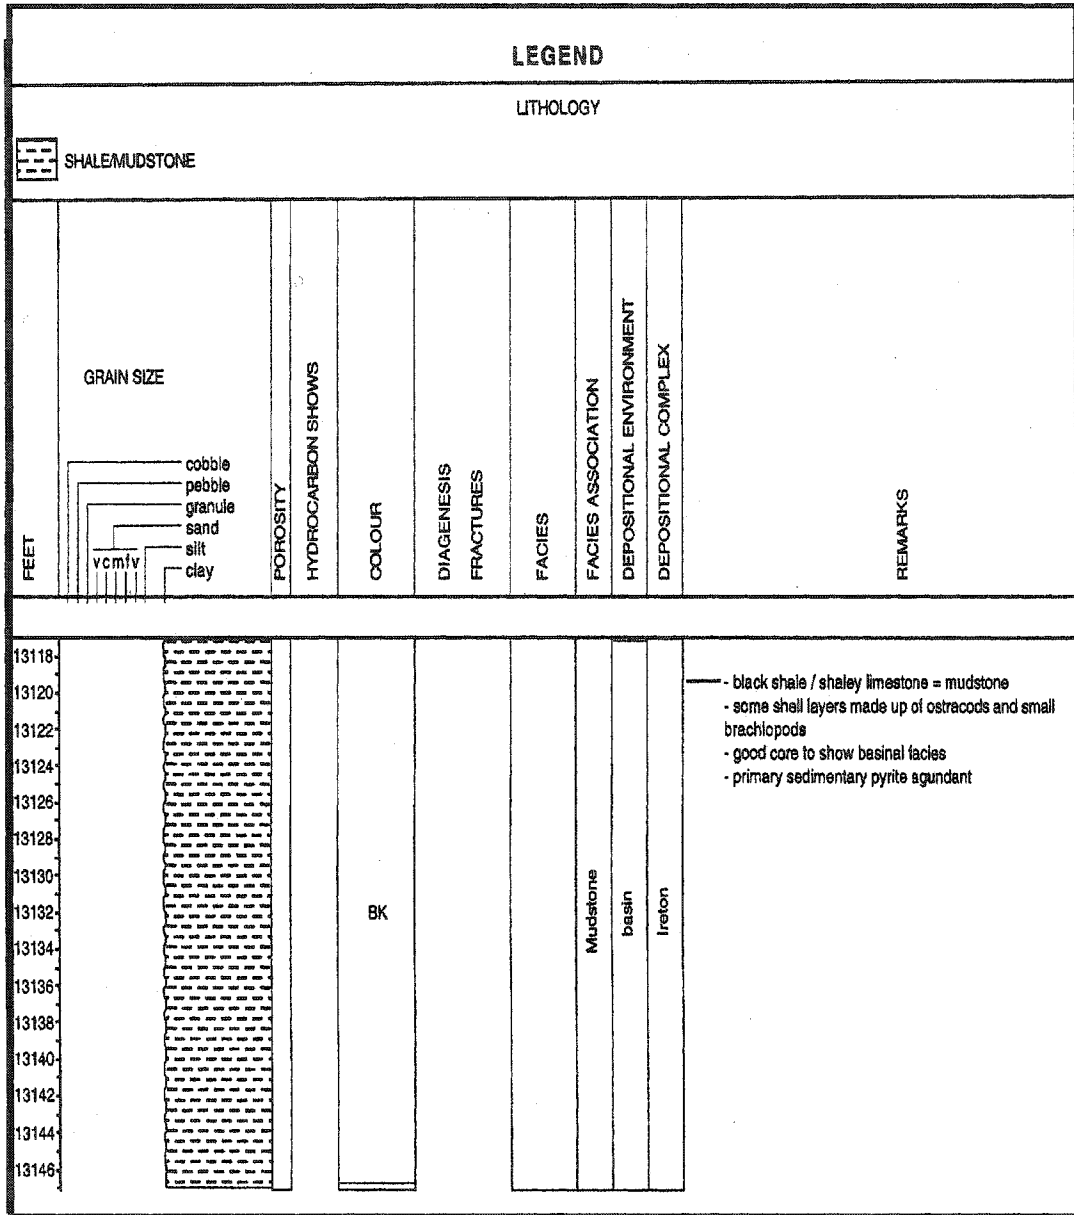 LEGEND
LITHOLOGY
SHALE/MUDSTONE
FEET
GRAIN SIZE
cobble
pebble
granule
sand
silt
v c m f v
clay
POROSITY
HYDROCARBON SHOWS
COLOUR
DIAGENESIS
FRACTURES
FACIES
FACIES ASSOCIATION
DEPOSITIONAL ENVIRONMENT
DEPOSITIONAL COMPLEX
REMARKS
13118
13120
13122
13124
13126
13128
13130
13132
13134
13136
13138
13140
13142
13144
13146
BK
Mudstone
basin
Ireton
- black shale / shaley limestone = mudstone
- some shell layers made up of ostracods and small
brachiopods
- good core to show basinal facies
- primary sedimentary pyrite agundant